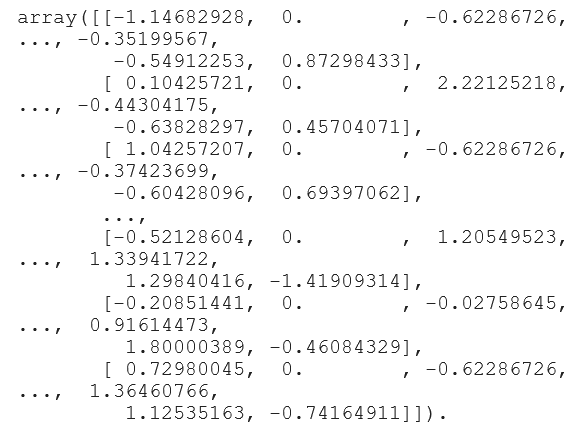 array([[-1.14682928,  0.        , -0.62286726,
..., -0.35199567,
        -0.54912253,  0.87298433],
       [ 0.10425721,  0.        ,  2.22125218,
..., -0.44304175,
        -0.63828297,  0.45704071],
       [ 1.04257207,  0.        , -0.62286726,
..., -0.37423699,
        -0.60428096,  0.69397062],
       ...,
       [-0.52128604,  0.        ,  1.20549523,
...,  1.33941722,
         1.29840416, -1.41909314],
       [-0.20851441,  0.        , -0.02758645,
...,  0.91614473,
         1.80000389, -0.46084329],
       [ 0.72980045,  0.        , -0.62286726,
...,  1.36460766,
         1.12535163, -0.74164911]]).